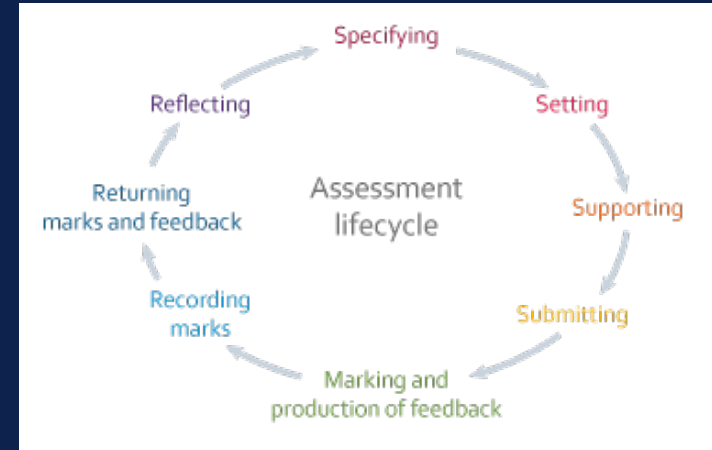 Specifying
Setting
Supporting
Submitting
Marking and
production of feedback
Recording
marks
Returning
marks and feedback
Reflecting
Assessment
lifecycle